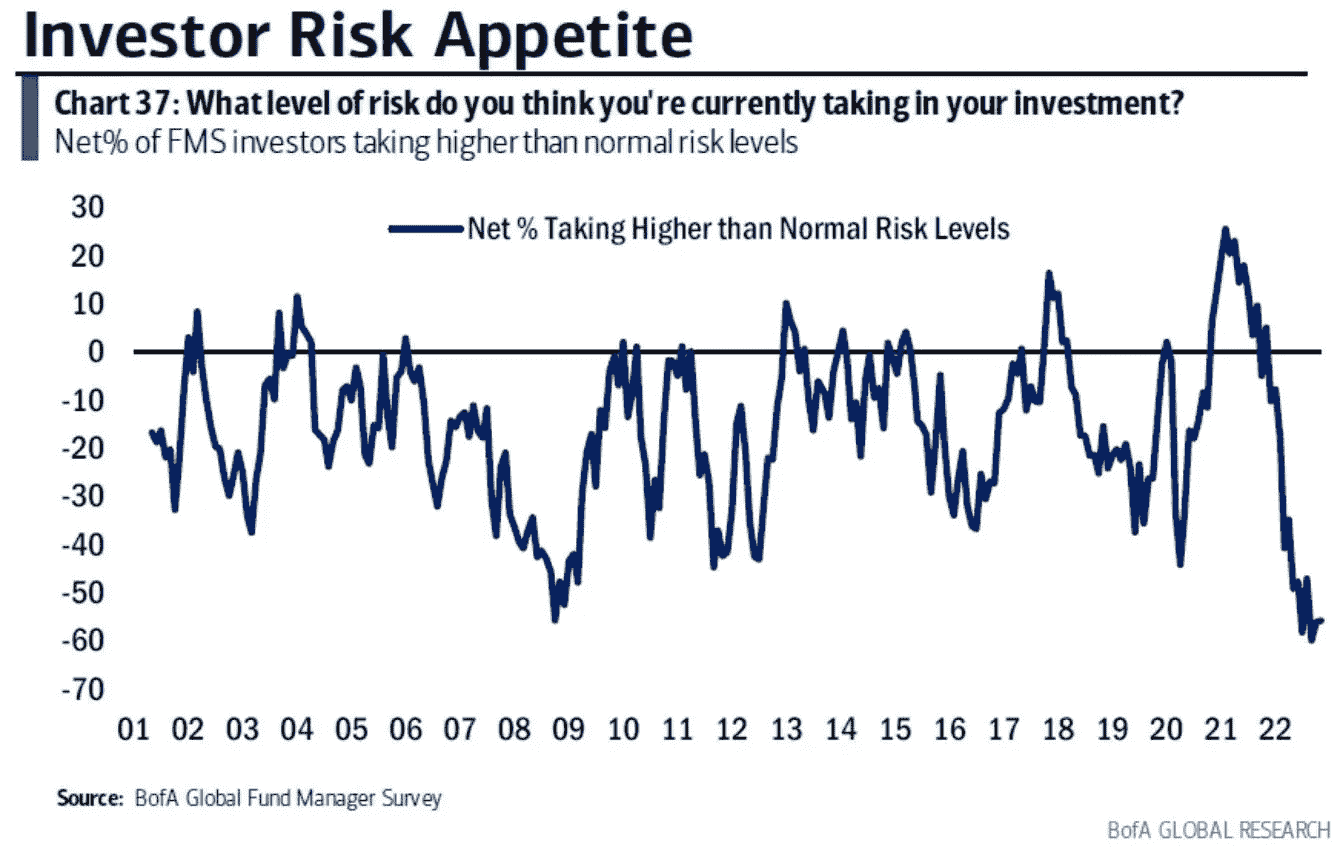 Investor Risk Appetite
Chart 37: What level of risk do you think you're currently taking in your investment?
Net% of FMS investors taking higher than normal risk levels
Net % Taking Higher than Normal Risk Levels
30
20
10
0
-10
-20
-30
-40
-50
-60
-70
01 02 03 04 05 06 07 08 09 10 11 12 13 14 15 16 17 18 19 20 21 22
Source: BofA Global Fund Manager Survey
BofA GLOBAL RESEARCH